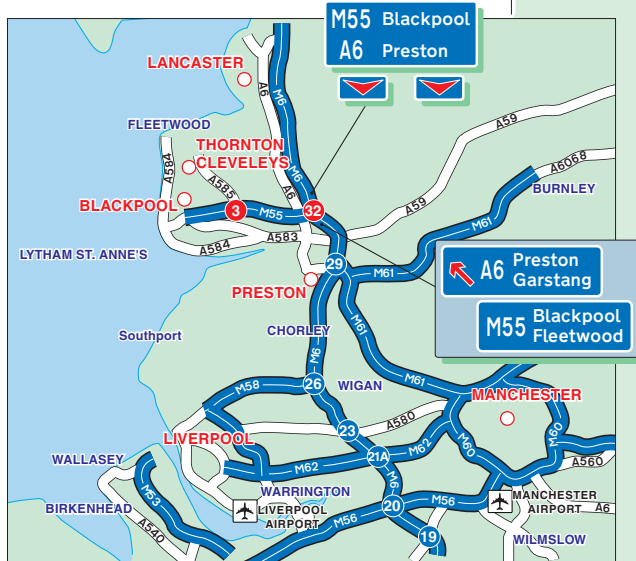 M55 Blackpool
A6 Preston
LANCASTER
M6
A6
FLEETWOOD
A59
THORNTON
CLEVELEYS
A584
A585
M6
A6
A6068
BURNLEY
BLACKPOOL
3
M55
32
A59
M61
A583
A584
LYTHAM ST. ANNE'S
29
M61
A6 Preston
Garstang
PRESTON
M55 Blackpool
Fleetwood
CHORLEY
M61
Southport
M6
M58
26
WIGAN
M61
MANCHESTER
A580
23
LIVERPOOL
M62
M60
M60
21A
WALLASEY
M62
M6
A560
M53
WARRINGTON
M56
MANCHESTER
AIRPORT
BIRKENHEAD
LIVERPOOL
AIRPORT
20
A6
M56
A540
19
WILMSLOW